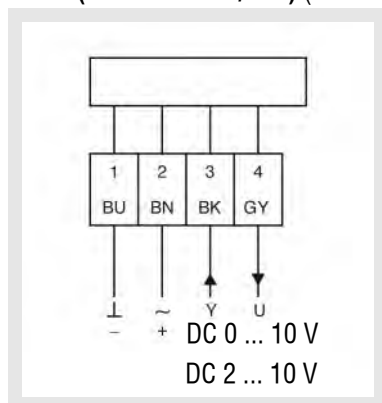 1 2 3 4
BU BN BK GY
⊥ ~ Y U
- + DC 0 ... 10 V
DC 2 ... 10 V